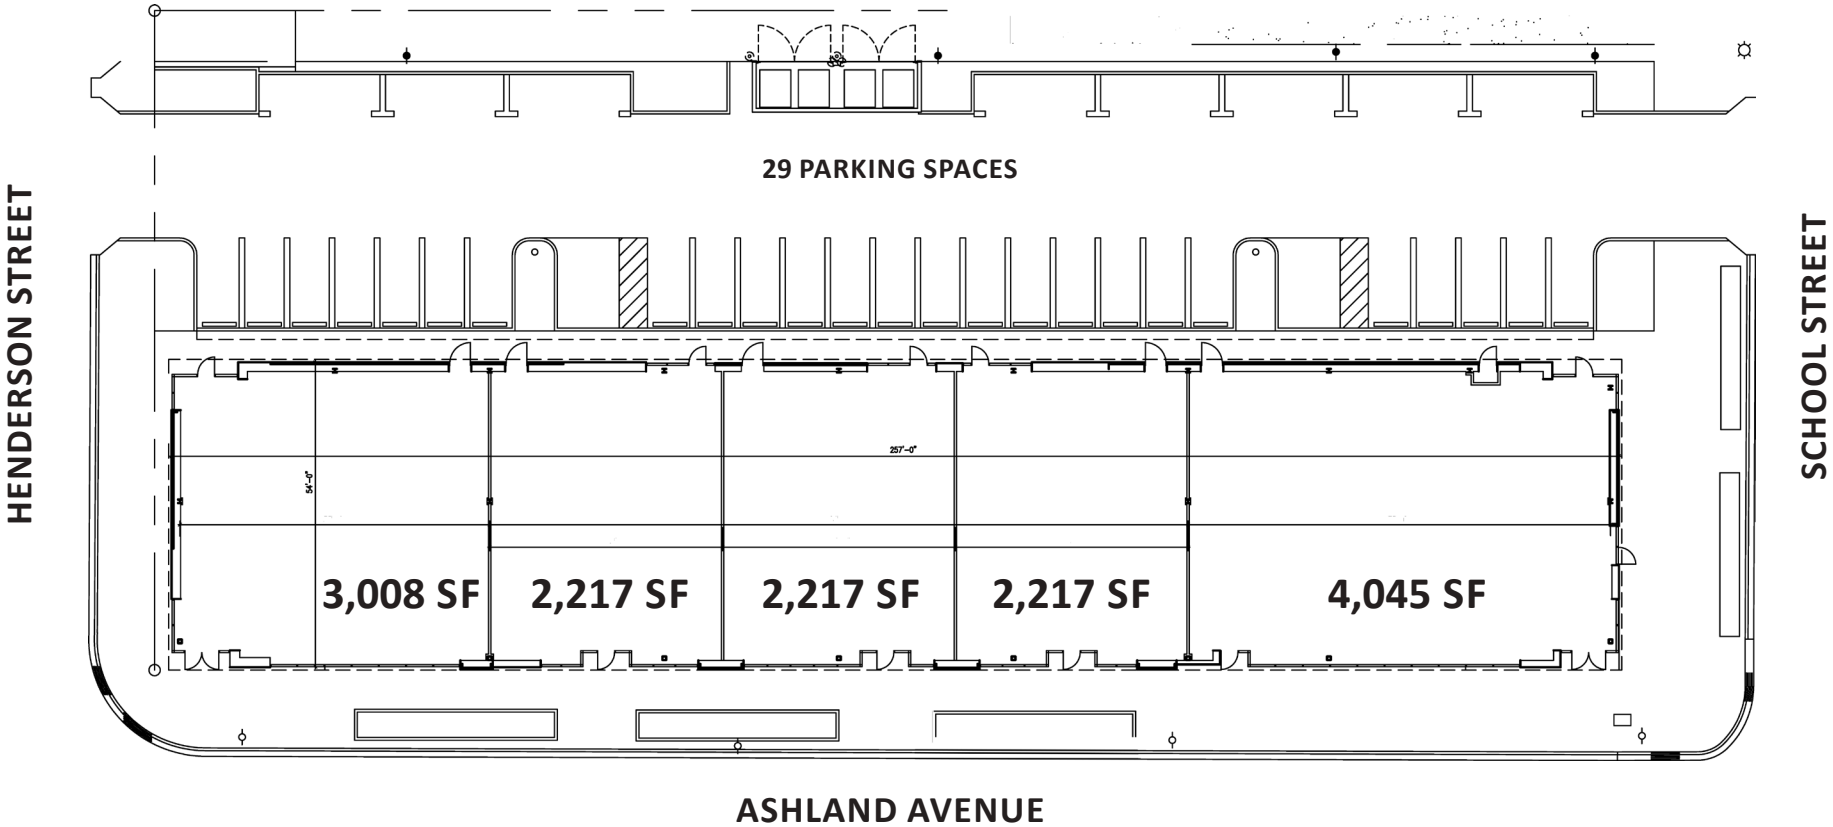 29 PARKING SPACES
HENDERSON STREET
SCHOOL STREET
257'-0"
54'-0"
3,008 SF
2,217 SF
2,217 SF
2,217 SF
4,045 SF
ASHLAND AVENUE